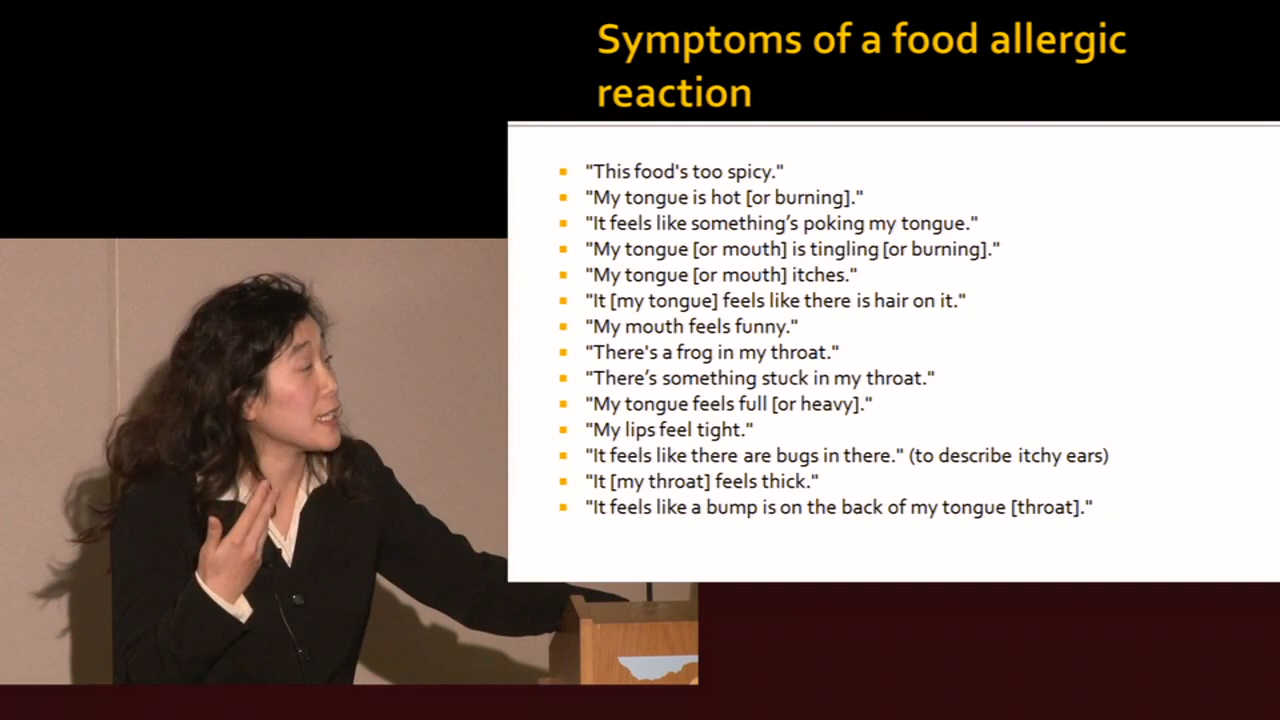 Symptoms of a food allergic
reaction
"This food's too spicy."
"My tongue is hot [or burning]."
"It feels like something’s poking my tongue."
"My tongue [or mouth] is tingling [or burning]."
"My tongue [or mouth] itches."
"It [my tongue] feels like there is hair on it."
"My mouth feels funny."
"There's a frog in my throat."
"There’s something stuck in my throat."
"My tongue feels full [or heavy]."
"My lips feel tight."
"It feels like there are bugs in there." (to describe itchy ears)
"It [my throat] feels thick."
"It feels like a bump is on the back of my tongue [throat]."